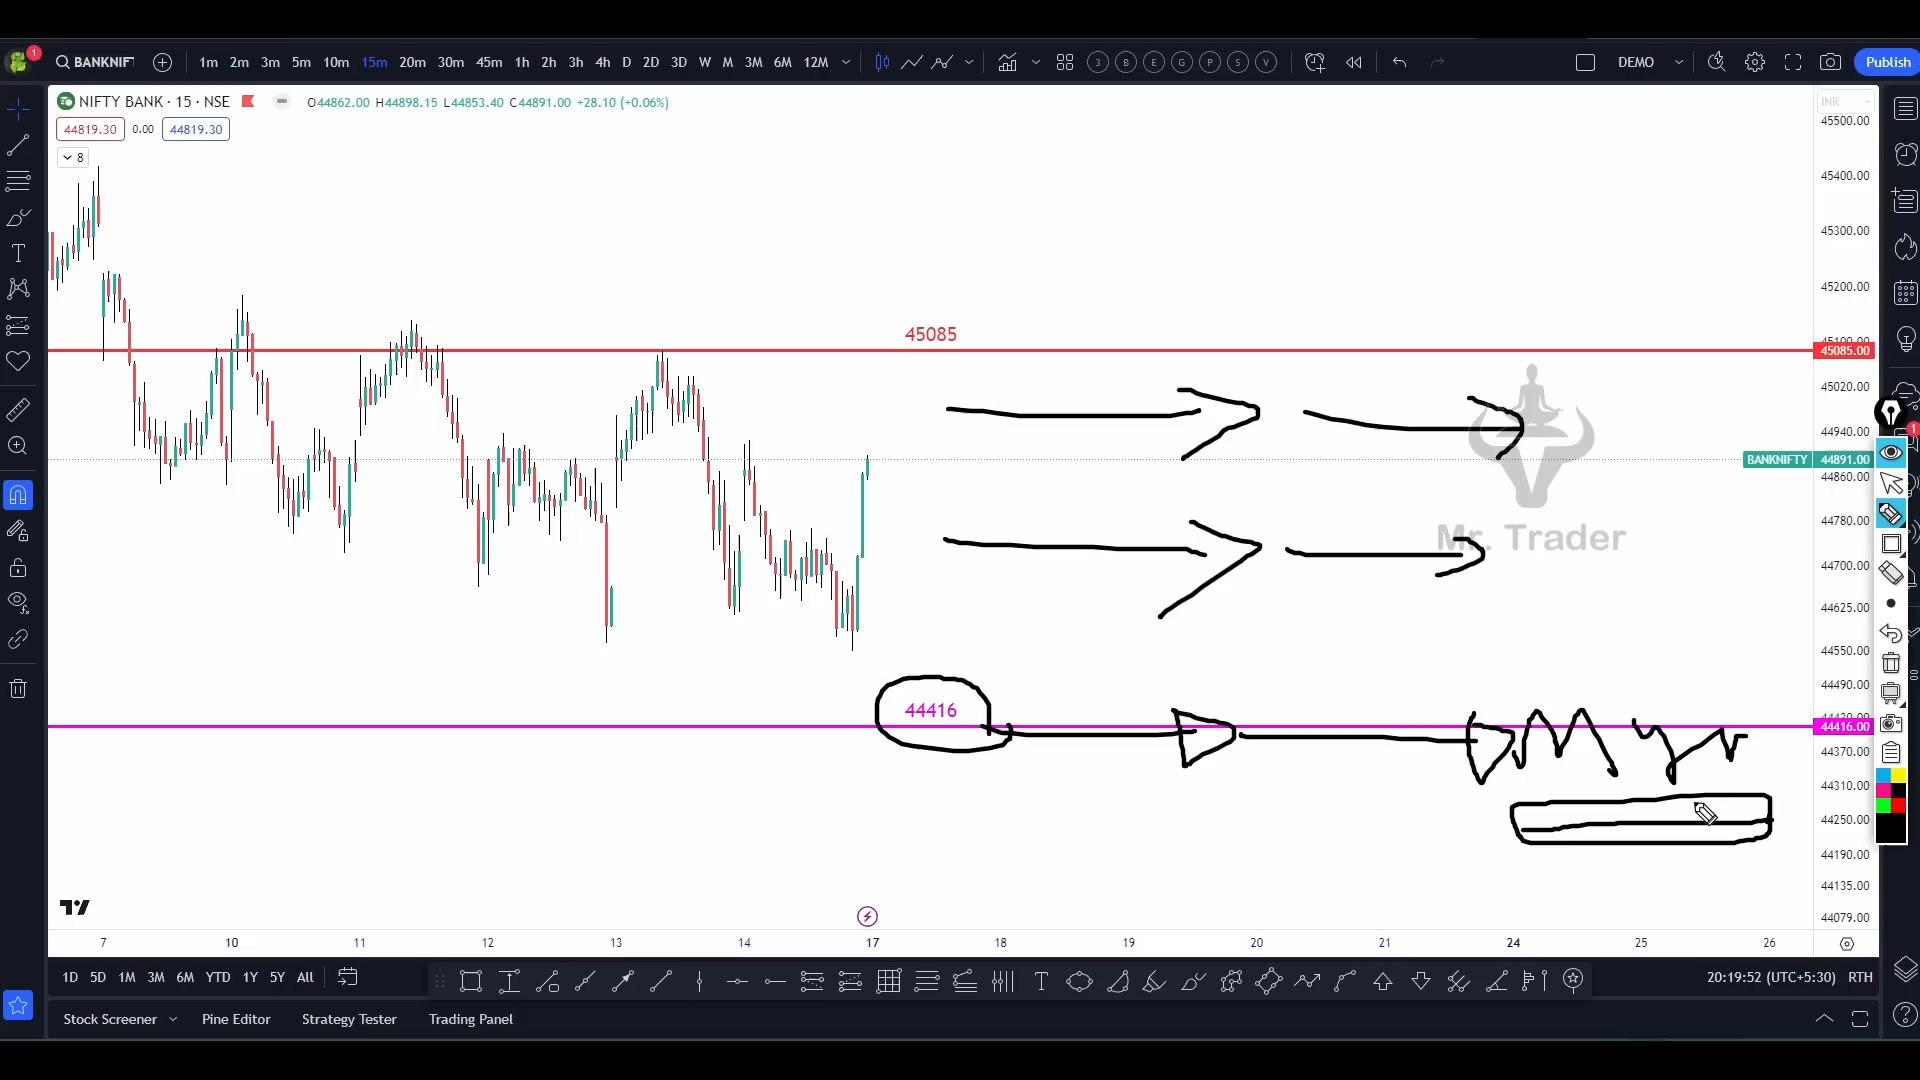 1
BANKNIFT 1m 2m 3m 5m 10m 15m 20m 30m 45m 1h 2h 3h 4h D 2D 3D W M 3M 6M 12M 3 B E G P S V DEMO Publish
NIFTY BANK · 15 · NSE O44862.00 H44898.15 L44853.40 C44891.00 +28.10 (+0.06%)
INR
45500.00
44819.30 0.00 44819.30
8
45400.00
45300.00
45200.00
45085
45085.00
45020.00
1
44940.00
BANKNIFTY 44891.00
44860.00
44780.00
Mr. Trader
44700.00
44625.00
44550.00
44490.00
44416
44416.00
44370.00
44310.00
44250.00
44190.00
44135.00
44079.00
7 10 11 12 13 14 17 18 19 20 21 24 25 26
1D 5D 1M 3M 6M YTD 1Y 5Y All 20:19:52 (UTC+5:30) RTH
Stock Screener Pine Editor Strategy Tester Trading Panel